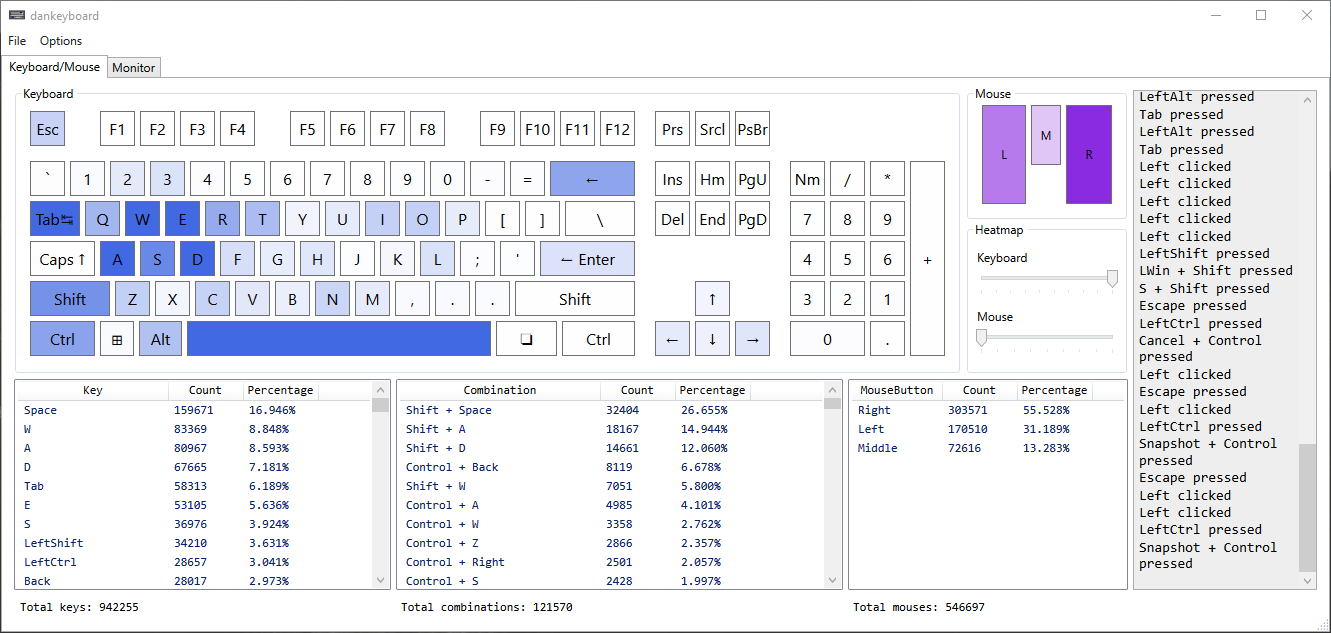 dankeyboard
File Options
Keyboard/Mouse Monitor
Keyboard
Esc F1 F2 F3 F4 F5 F6 F7 F8 F9 F10 F11 F12 Prs Srcl PsBr
` 1 2 3 4 5 6 7 8 9 0 - = ← Ins Hm PgU Nm / *
Tab↹ Q W E R T Y U I O P [ ] \ Del End PgD 7 8 9
Caps ↑ A S D F G H J K L ; ' ← Enter 4 5 6 +
Shift Z X C V B N M , . . Shift ↑ 3 2 1
Ctrl ⊞ Alt ❏ Ctrl ← ↓ → 0 .
Mouse
L M R
Heatmap
Keyboard
Mouse
LeftAlt pressed
Tab pressed
LeftAlt pressed
Tab pressed
Left clicked
Left clicked
Left clicked
Left clicked
Left clicked
LeftShift pressed
LWin + Shift pressed
S + Shift pressed
Escape pressed
LeftCtrl pressed
Cancel + Control
pressed
Left clicked
Escape pressed
Left clicked
LeftCtrl pressed
Snapshot + Control
pressed
Escape pressed
Left clicked
Left clicked
LeftCtrl pressed
Snapshot + Control
pressed
Key Count Percentage
Space 159671 16.946%
W 83369 8.848%
A 80967 8.593%
D 67665 7.181%
Tab 58313 6.189%
E 53105 5.636%
S 36976 3.924%
LeftShift 34210 3.631%
LeftCtrl 28657 3.041%
Back 28017 2.973%
Total keys: 942255
Combination Count Percentage
Shift + Space 32404 26.655%
Shift + A 18167 14.944%
Shift + D 14661 12.060%
Control + Back 8119 6.678%
Shift + W 7051 5.800%
Control + A 4985 4.101%
Control + W 3358 2.762%
Control + Z 2866 2.357%
Control + Right 2501 2.057%
Control + S 2428 1.997%
Total combinations: 121570
MouseButton Count Percentage
Right 303571 55.528%
Left 170510 31.189%
Middle 72616 13.283%
Total mouses: 546697